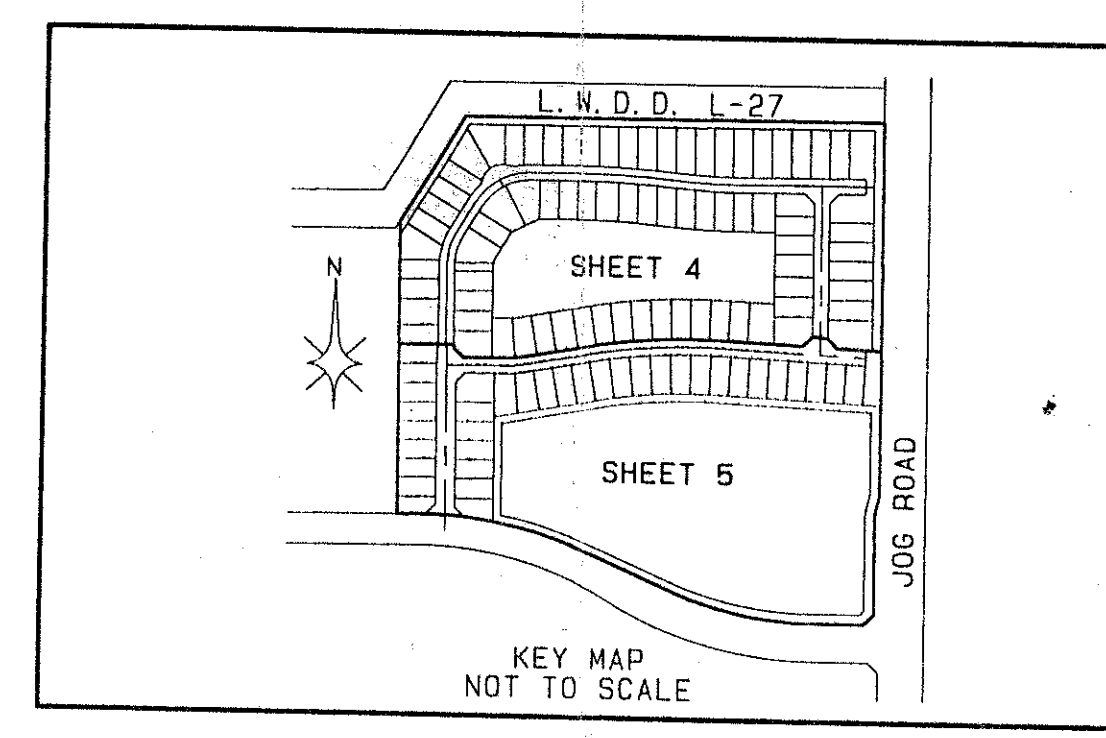 L. W. D. D. L-27
N
SHEET 4
SHEET 5
JOG ROAD
KEY MAP
NOT TO SCALE